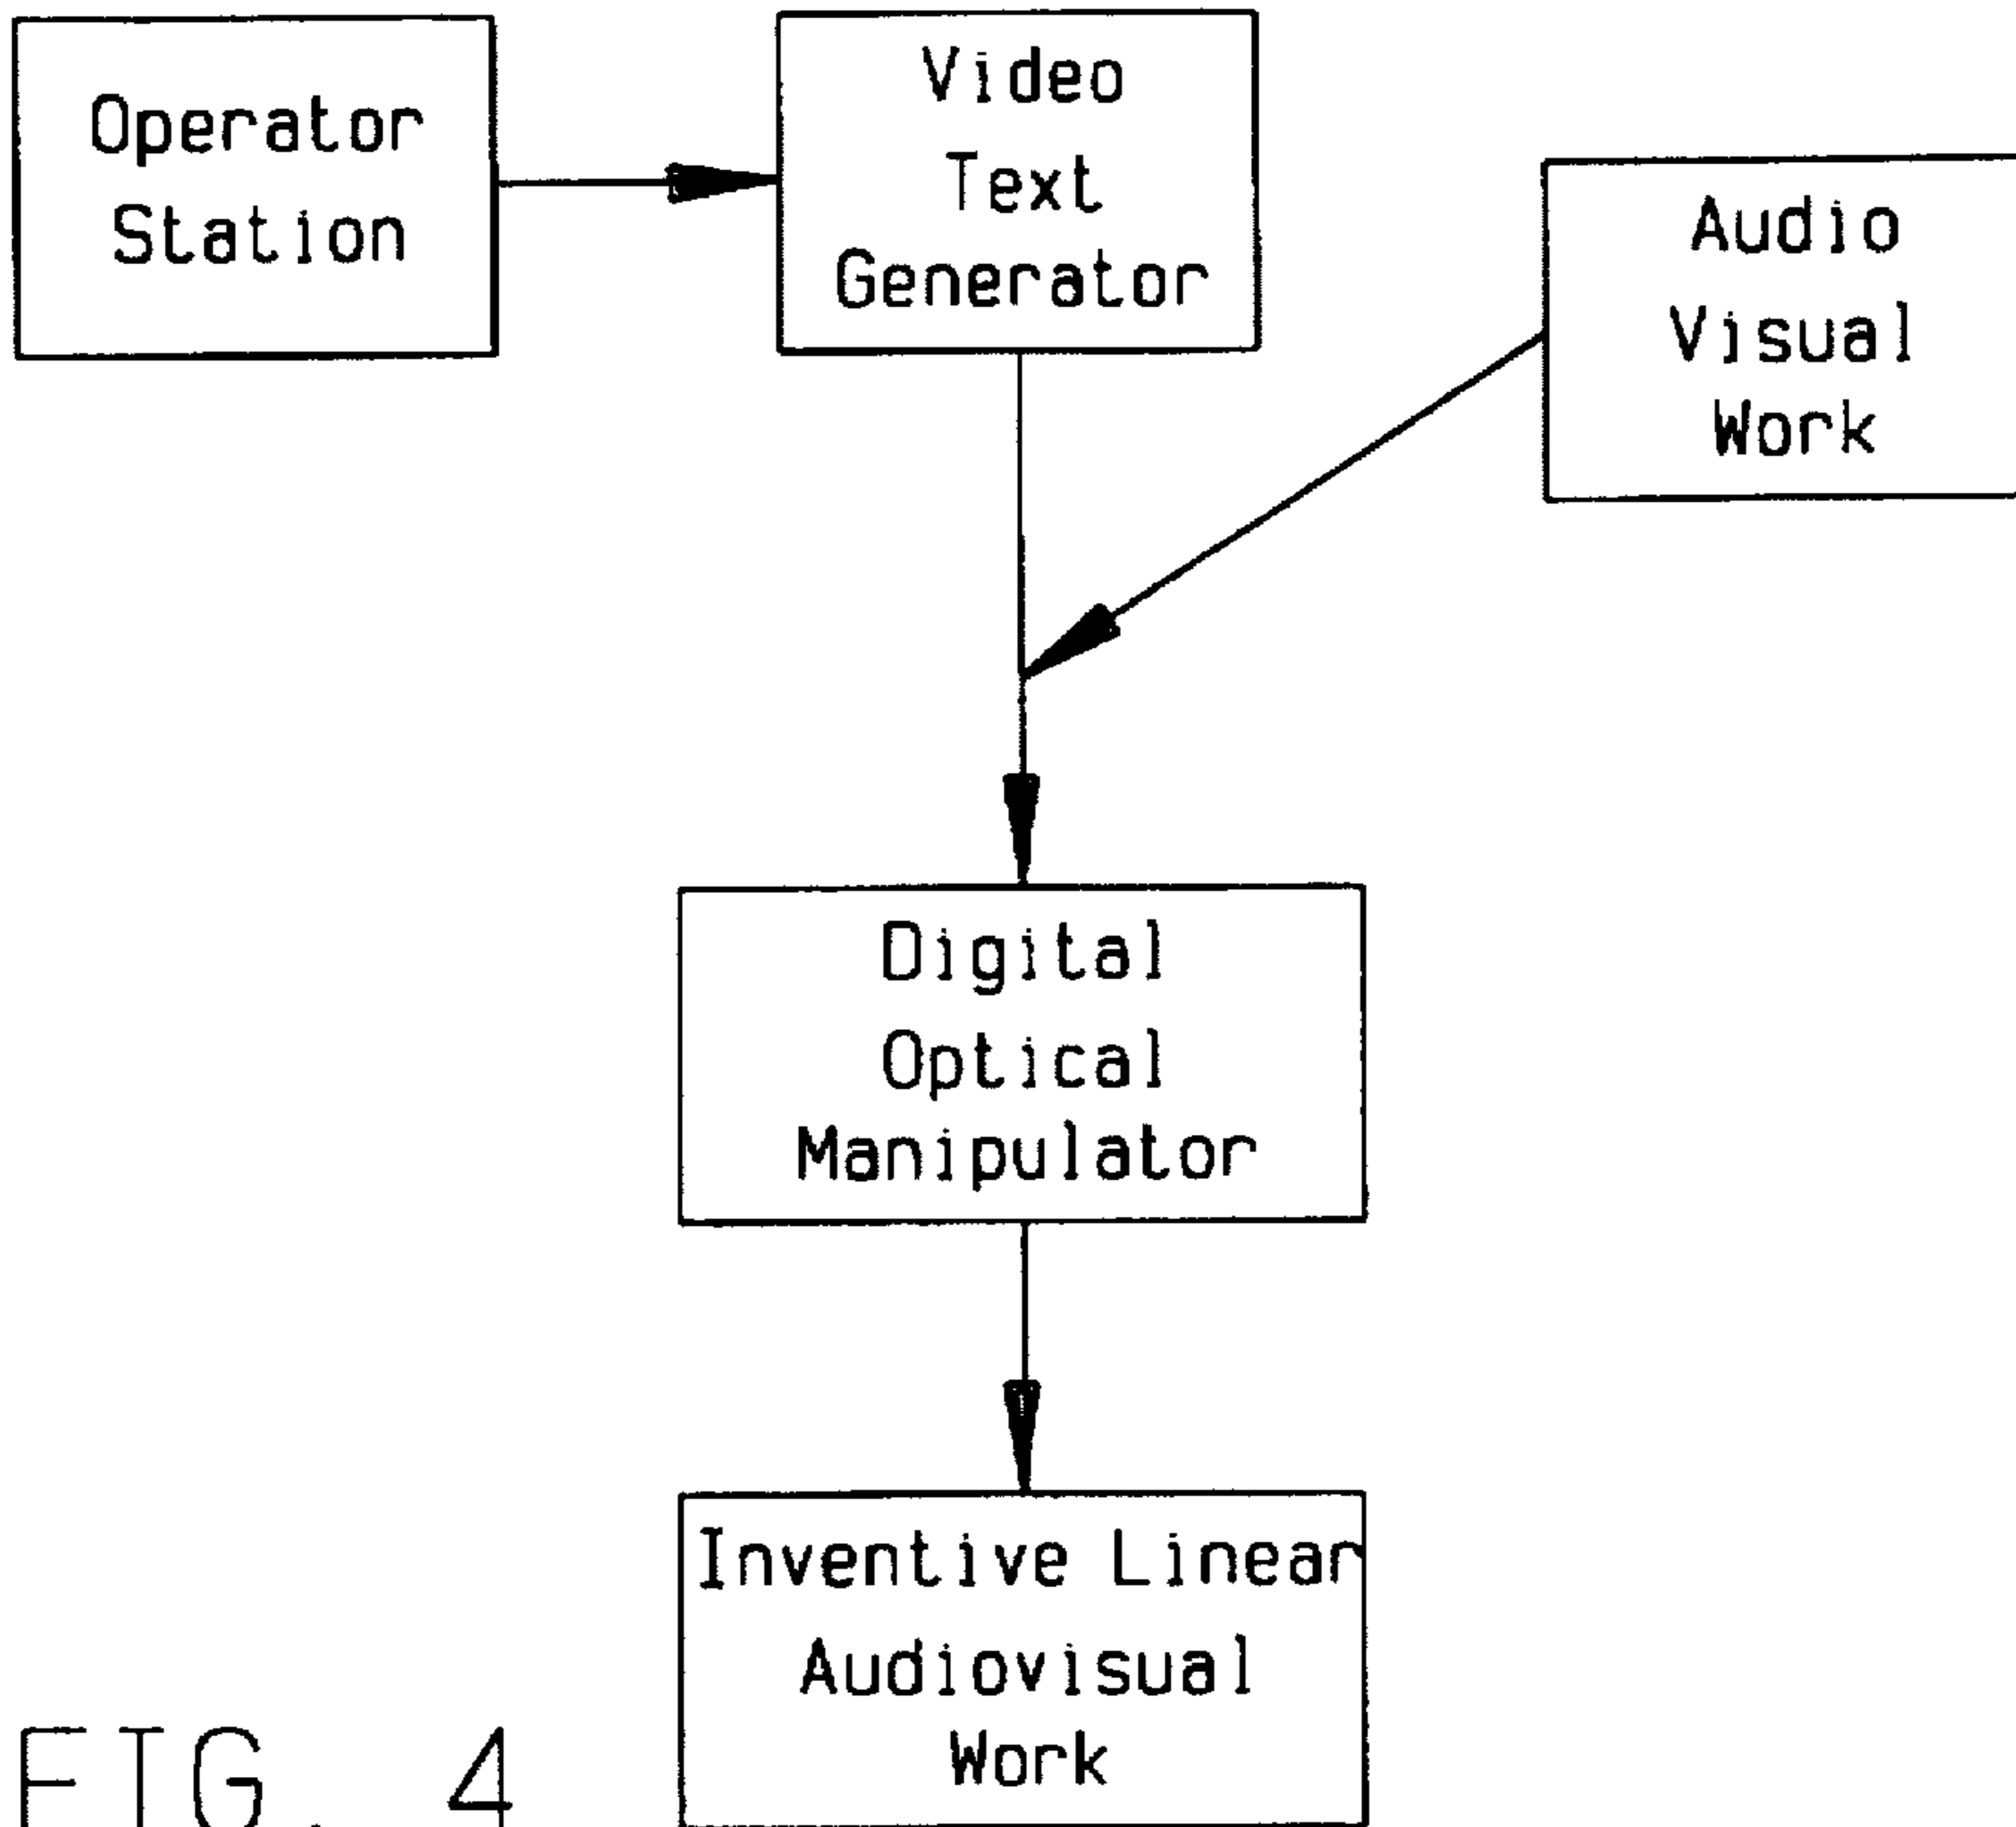 Operator
Station
Video
Text
Generator
Audio
Visual
Work
Digital
Optical
Manipulator
Inventive Linear
Audiovisual
Work
FIG. 4